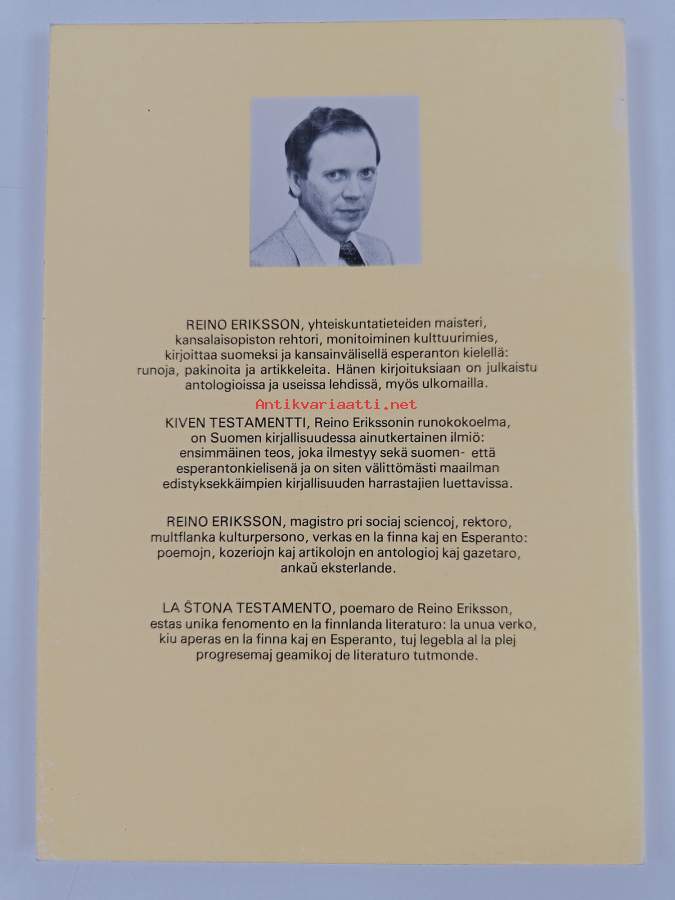 REINO ERIKSSON, yhteiskuntatieteiden maisteri,
kansalaisopiston rehtori, monitoiminen kulttuurimies,
kirjoittaa suomeksi ja kansainvälisellä esperanton kielellä:
runoja, pakinoita ja artikkeleita. Hänen kirjoituksiaan on julkaistu
antologioissa ja useissa lehdissä, myös ulkomailla.
Antikvariaatti.net
KIVEN TESTAMENTTI, Reino Erikssonin runokokoelma,
on Suomen kirjallisuudessa ainutkertainen ilmiö:
ensimmäinen teos, joka ilmestyy sekä suomen- että
esperantonkielisenä ja on siten välittömästi maailman
edistyksekkäimpien kirjallisuuden harrastajien luettavissa.
REINO ERIKSSON, magistro pri sociaj sciencoj, rektoro,
multflanka kulturpersono, verkas en la finna kaj en Esperanto:
poemojn, kozeriojn kaj artikolojn en antologioj kaj gazetaro,
ankaŭ eksterlande.
LA ŜTONA TESTAMENTO, poemaro de Reino Eriksson,
estas unika fenomento en la finnlanda literaturo: la unua verko,
kiu aperas en la finna kaj en Esperanto, tuj legebla al la plej
progresemaj geamikoj de literaturo tutmonde.